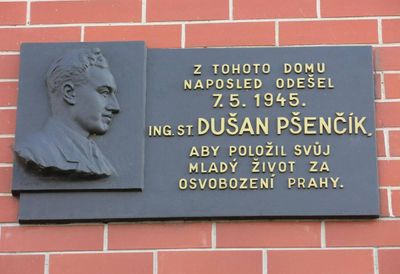 Z TOHOTO DOMU
NAPOSLED ODEŠEL
7.5.1945.
ING. ST. DUŠAN PŠENČÍK,
ABY POLOŽIL SVŮJ
MLADÝ ŽIVOT ZA
OSVOBOZENÍ PRAHY.